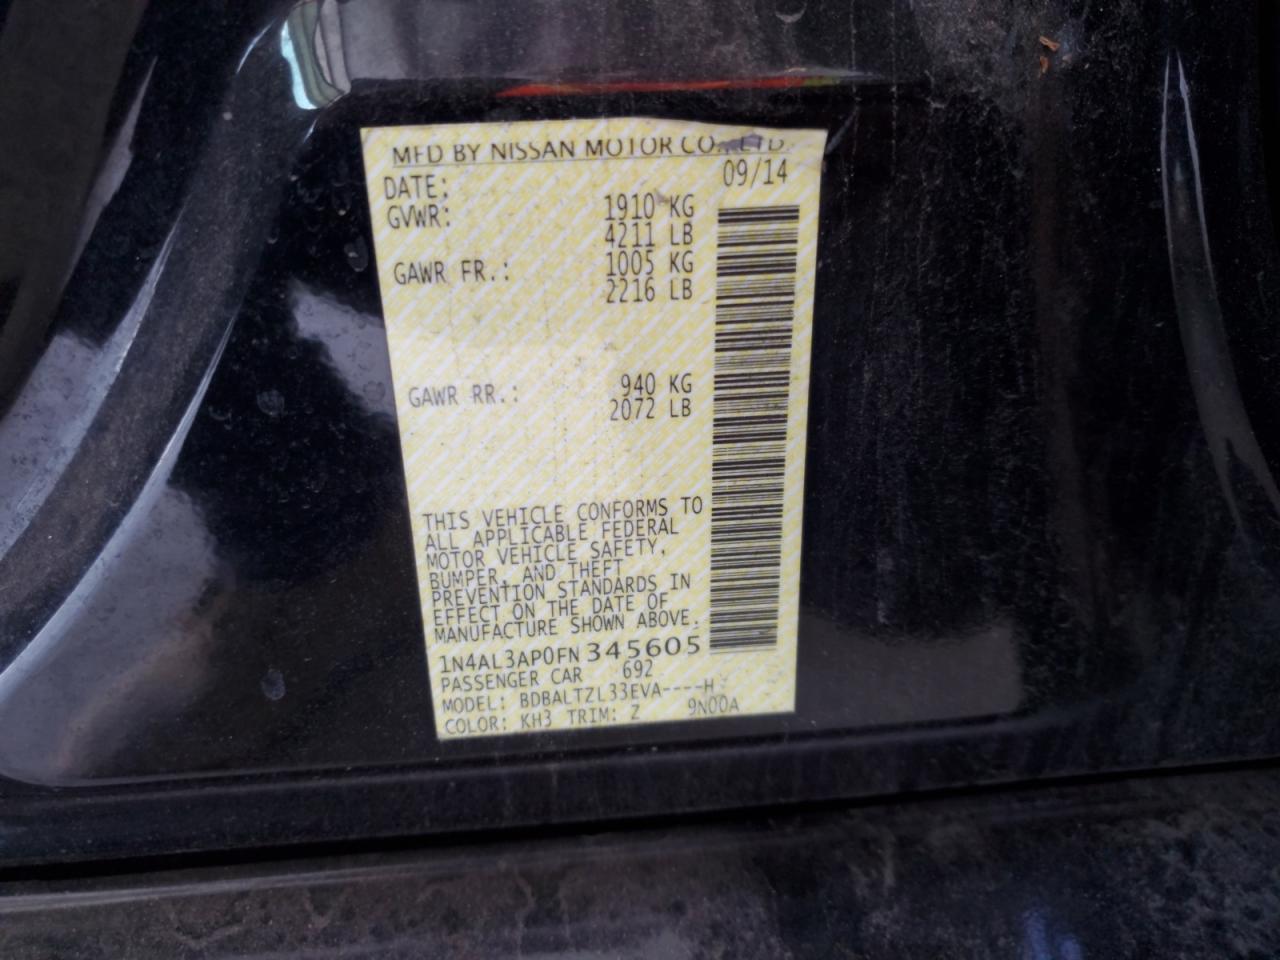 MFD BY NISSAN MOTOR CO., LTD.
DATE: 09/14
GVWR: 1910 KG
4211 LB
GAWR FR.: 1005 KG
2216 LB
GAWR RR.: 940 KG
2072 LB
THIS VEHICLE CONFORMS TO
ALL APPLICABLE FEDERAL
MOTOR VEHICLE SAFETY,
BUMPER, AND THEFT
PREVENTION STANDARDS IN
EFFECT ON THE DATE OF
MANUFACTURE SHOWN ABOVE.
1N4AL3AP0FN345605
PASSENGER CAR 692
MODEL: BDBALTZL33EVA----H
COLOR: KH3 TRIM: Z 9N00A